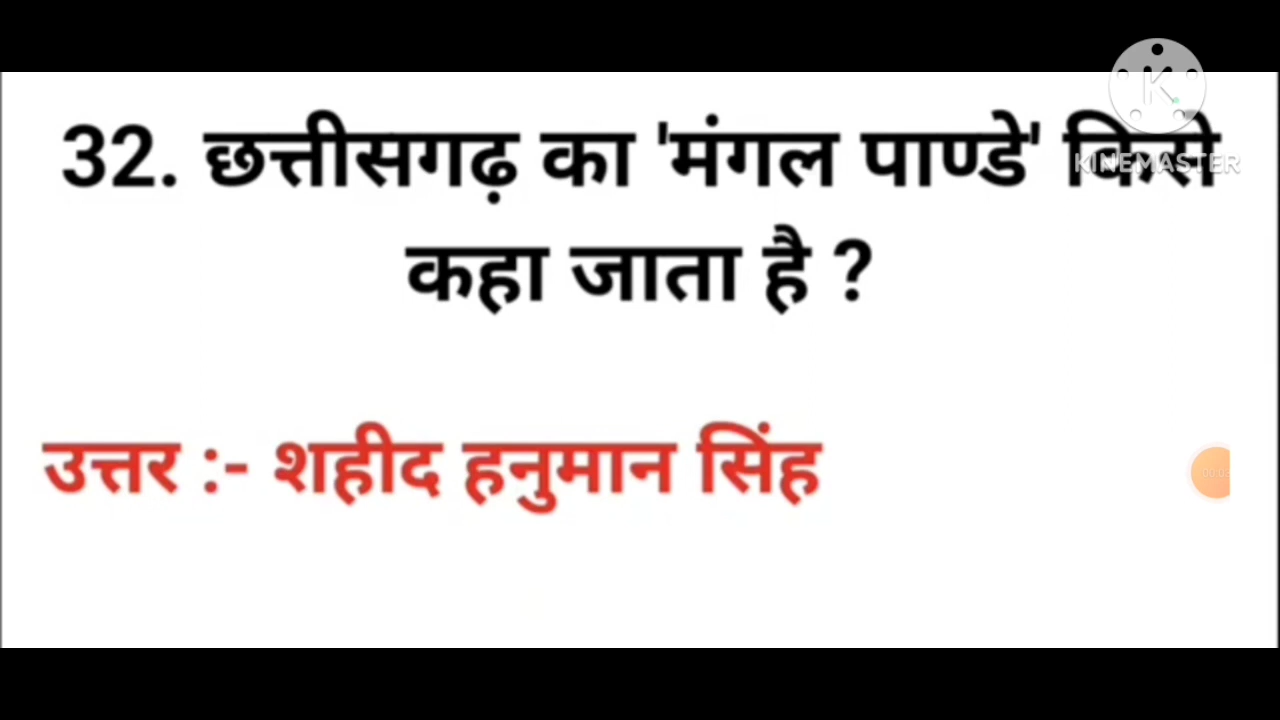 32. छत्तीसगढ़ का 'मंगल पाण्डे' किसे
KINEMASTER
कहा जाता है ?
उत्तर :- शहीद हनुमान सिंह